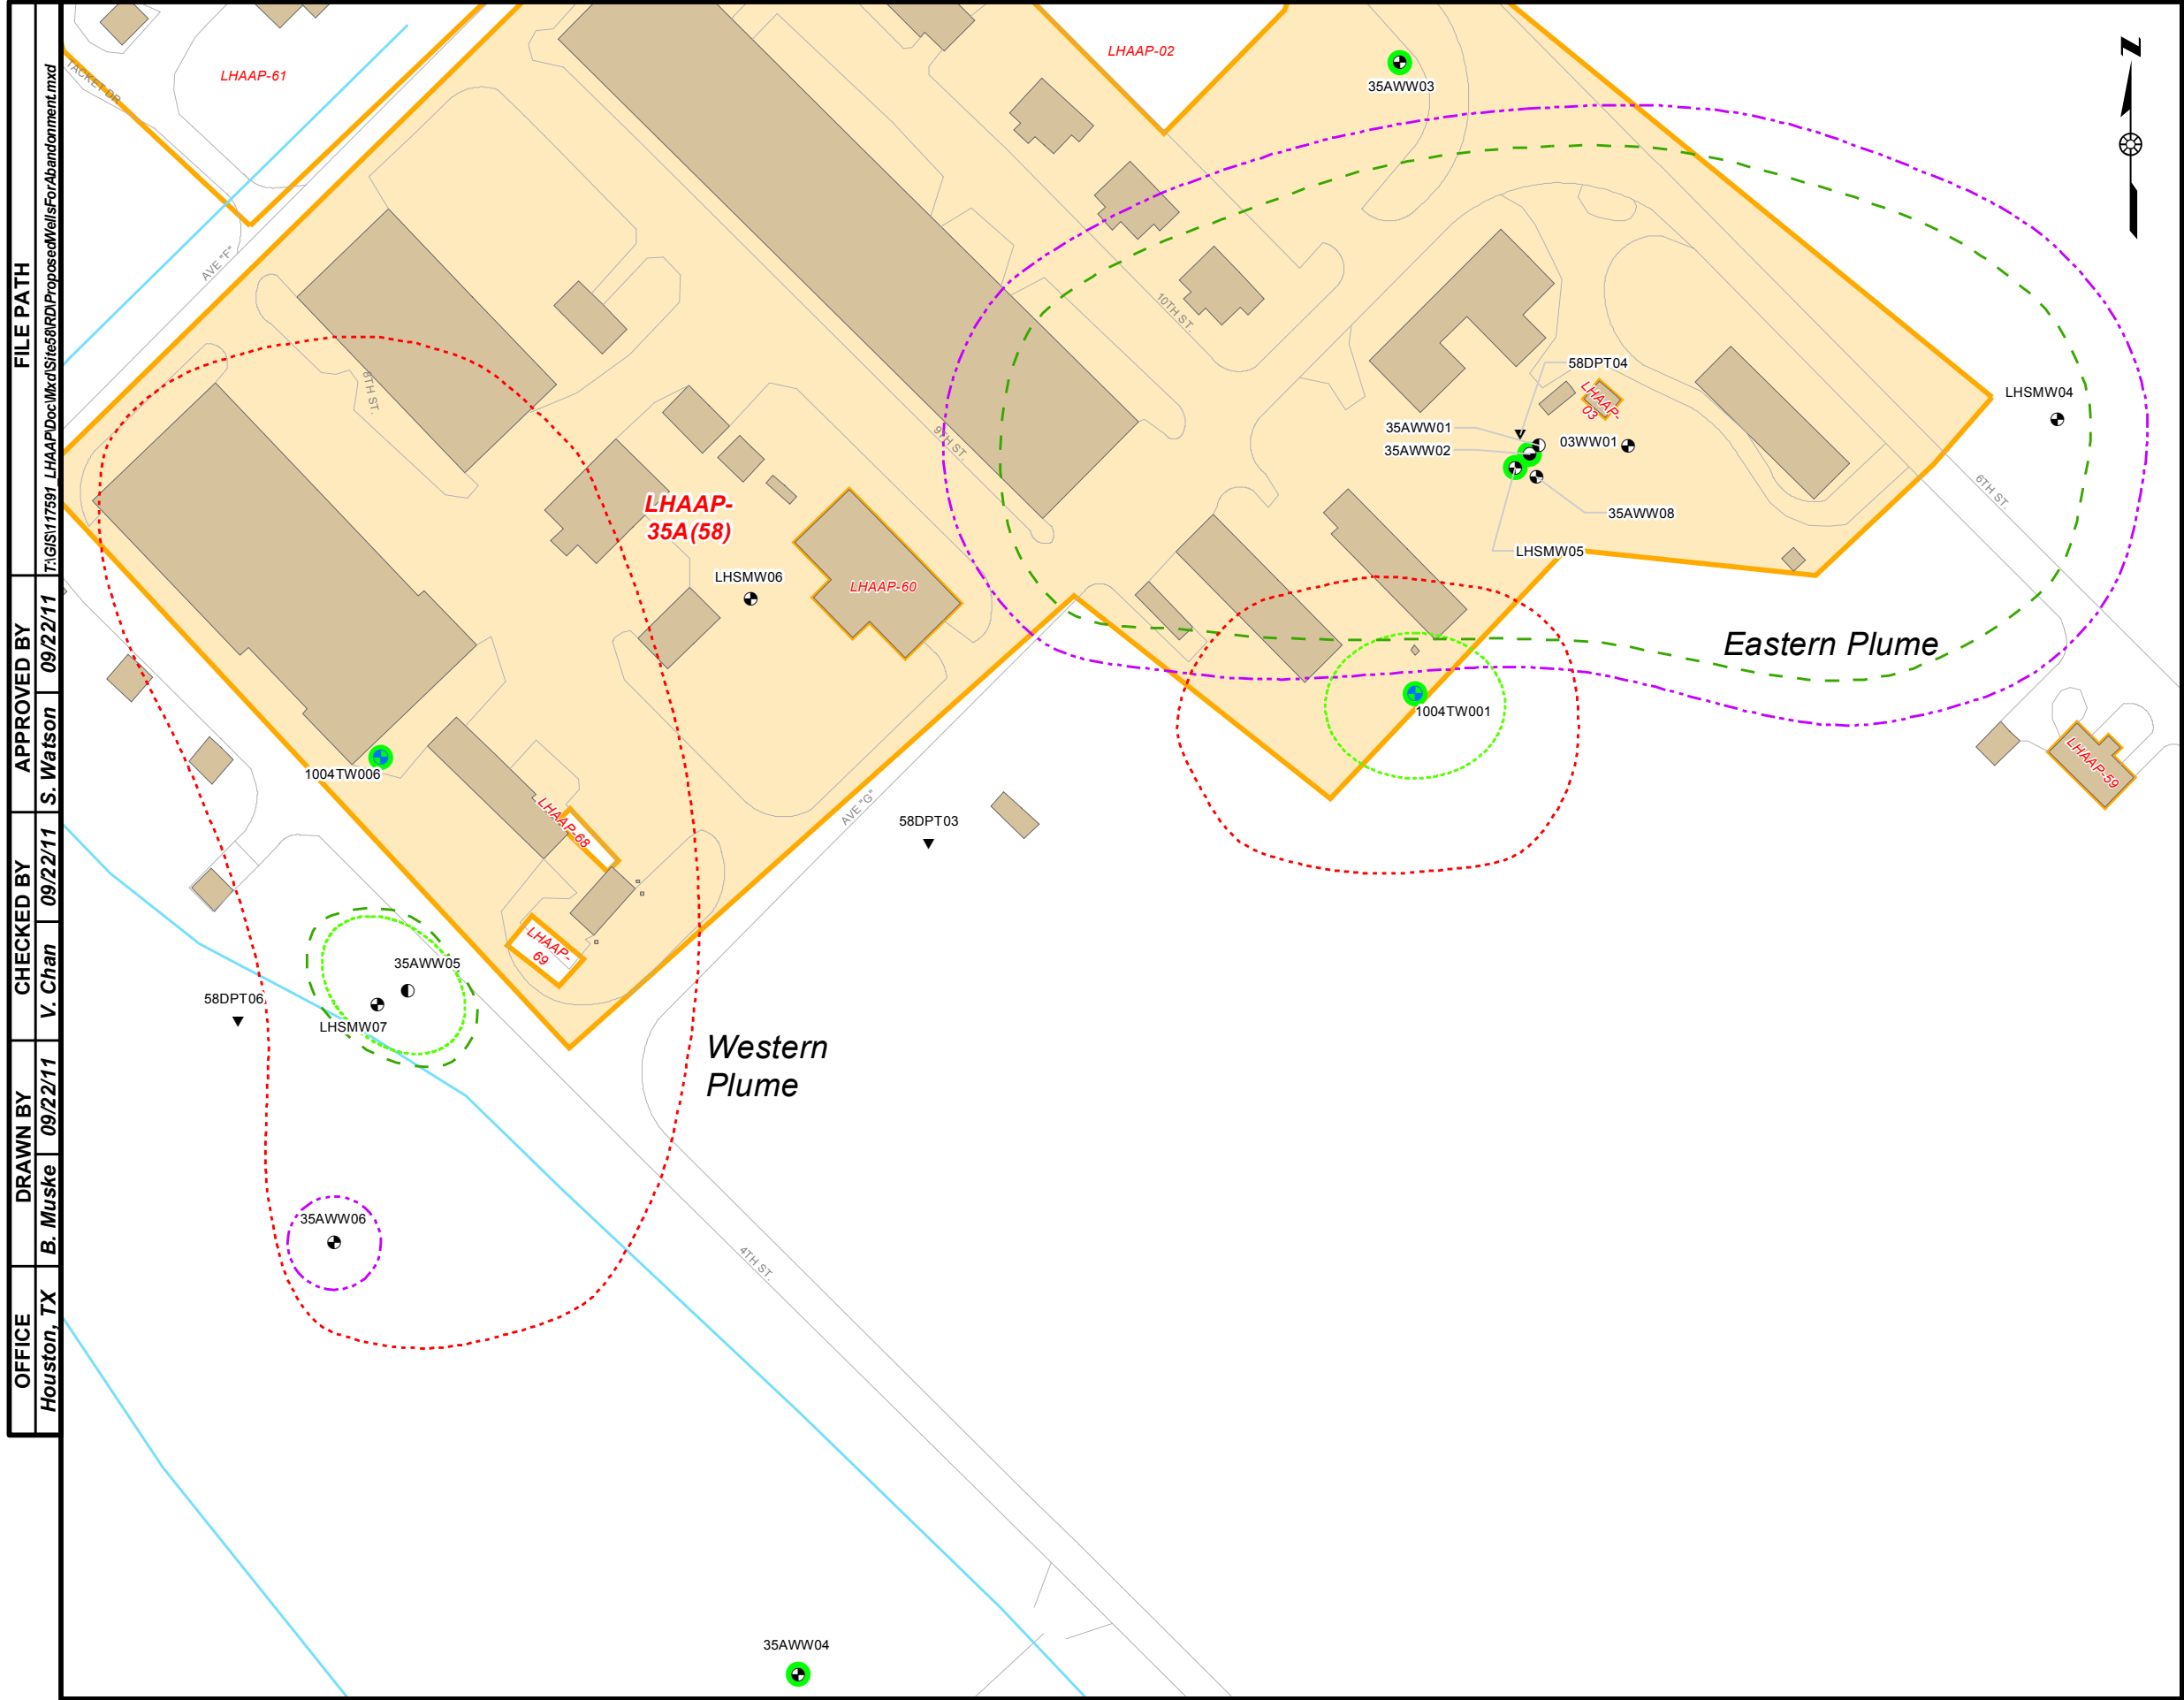 FILE PATH
T:\GIS\117591_LHAAP\Doc\Mxd\Site58\RD\ProposedWellsForAbandonment.mxd
APPROVED BY
S. Watson 09/22/11
CHECKED BY
V. Chan 09/22/11
DRAWN BY
B. Muske 09/22/11
OFFICE
Houston, TX
LHAAP-61
TACKET DR
AVE "F"
LHAAP-02
35AWW03
N
8TH ST.
10TH ST.
9TH ST.
58DPT04
LHAAP-
03
LHSMW04
35AWW01
03WW01
35AWW02
6TH ST.
LHAAP-
35A(58)
35AWW08
LHSMW05
LHSMW06
LHAAP-60
Eastern Plume
1004TW001
LHAAP-59
1004TW006
LHAAP-68
AVE "G"
58DPT03
LHAAP-
69
35AWW05
58DPT06
LHSMW07
Western
Plume
35AWW06
4TH ST.
35AWW04